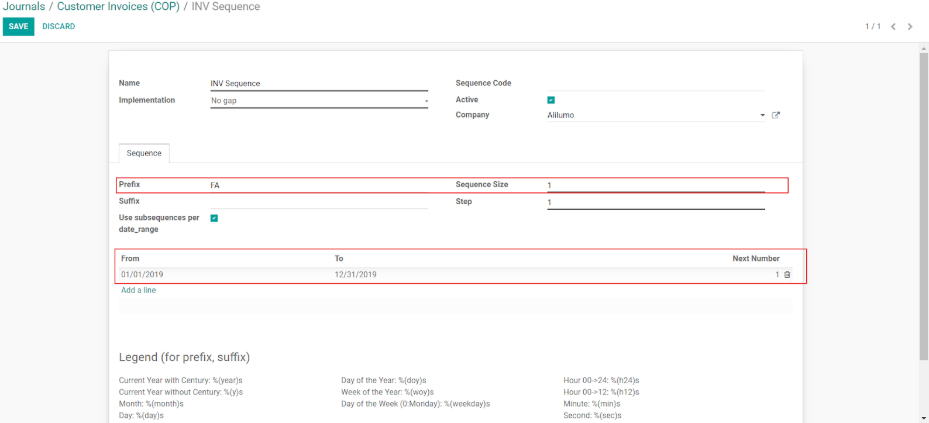 Journals / Customer Invoices (COP) / INV Sequence
SAVE DISCARD 1 / 1
Name INV Sequence Sequence Code
Implementation No gap Active
Company Alilumo
Sequence
Prefix FA Sequence Size 1
Suffix Step 1
Use subsequences per
date_range
From To Next Number
01/01/2019 12/31/2019 1
Add a line
Legend (for prefix, suffix)
Current Year with Century: %(year)s Day of the Year: %(doy)s Hour 00->24: %(h24)s
Current Year without Century: %(y)s Week of the Year: %(woy)s Hour 00->12: %(h12)s
Month: %(month)s Day of the Week (0:Monday): %(weekday)s Minute: %(min)s
Day: %(day)s Second: %(sec)s